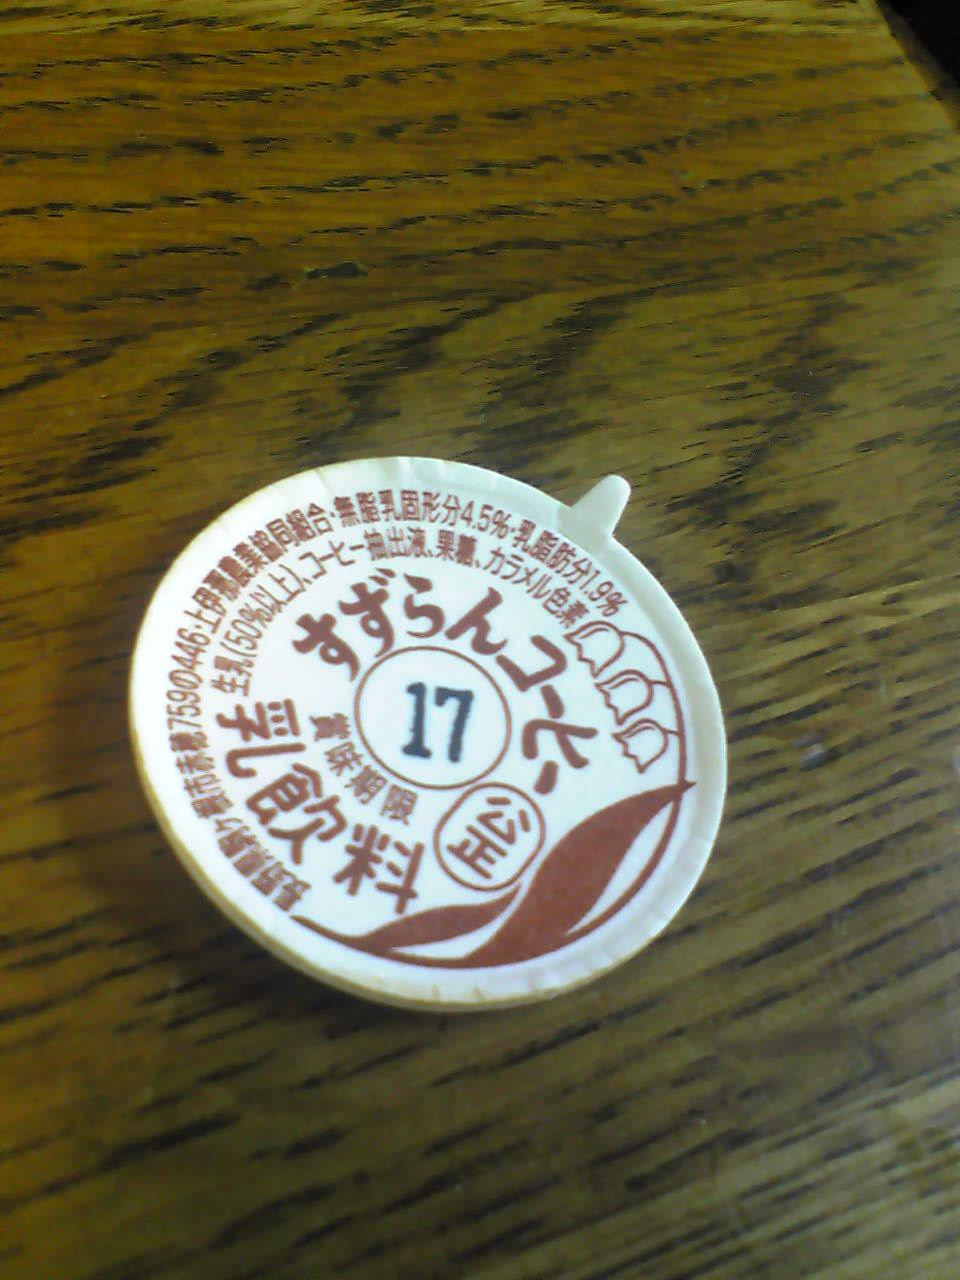 長野県駒ヶ根市赤穂7590446・上伊那農業協同組合・無脂乳固形分4.5%・乳脂肪分1.9%
生乳(50%以上)、コーヒー抽出液、果糖、カラメル色素
すずらんコーヒー
17
賞味期限
公正
乳飲料